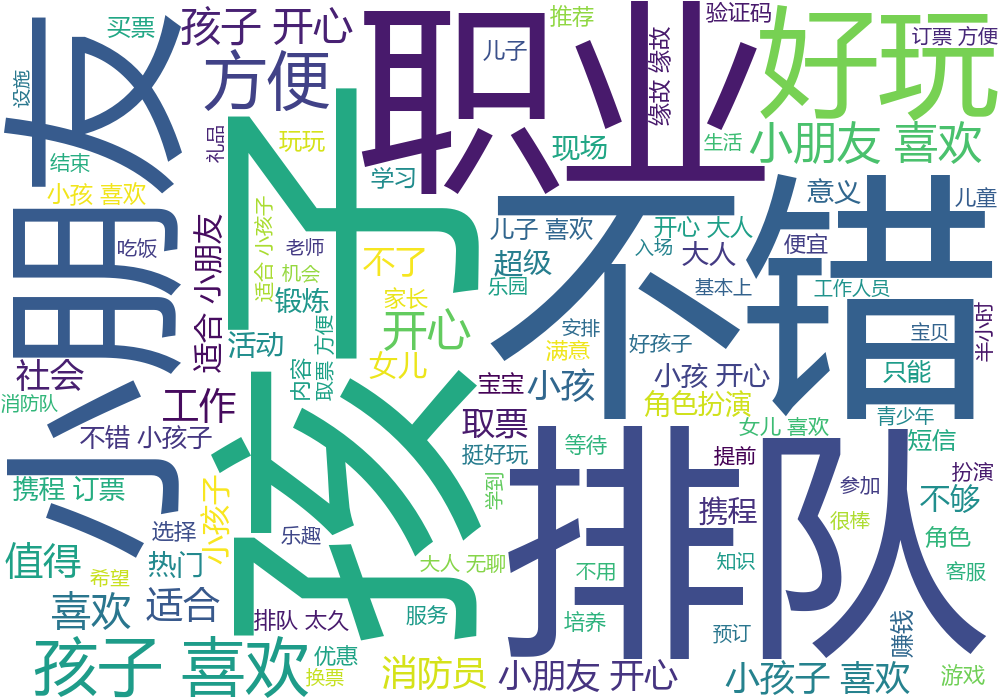 买票
孩子 开心
方便
职业
推荐
验证码
好玩
订票 方便
儿子
缘故 缘故
设施
小朋友
礼品
玩玩
现场
生活
小朋友 喜欢
结束
学习
小孩 喜欢
孩子
不错
意义
儿童
吃饭
适合 小朋友
适合 小孩子
老师
不了
儿子 喜欢
开心 大人
入场
大人
便宜
超级
机会
锻炼
家长
乐园
基本上
工作人员
开心
安排
宝贝
半小时
活动
内容
取票 方便
满意
好孩子
社会
女儿
宝宝
小孩
小孩 开心
只能
消防队
工作
取票
角色扮演
青少年
不错 小孩子
排队
等待
女儿 喜欢
短信
挺好玩
提前
扮演
携程 订票
小孩子
学到
参加
不够
携程
选择
乐趣
很棒
角色
值得
热门
大人 无聊
不用
知识
客服
希望
喜欢
适合
服务
培养
预订
赚钱
排队 太久
孩子 喜欢
优惠
换票
消防员
小朋友 开心
小孩子 喜欢
游戏